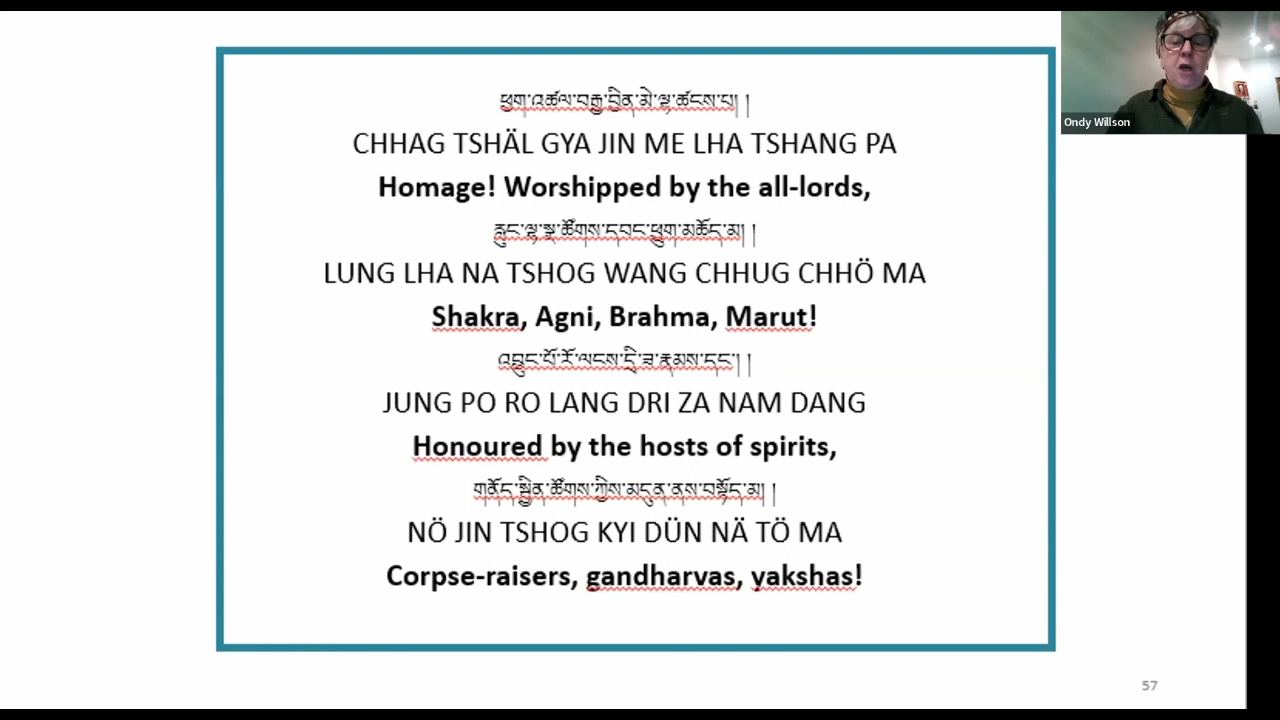 ཕྱག་འཚལ་བརྒྱ་བྱིན་མེ་ལྷ་ཚངས་པ། །
CHHAG TSHÄL GYA JIN ME LHA TSHANG PA
Homage! Worshipped by the all-lords,
རླུང་ལྷ་སྣ་ཚོགས་དབང་ཕྱུག་མཆོད་མ། །
LUNG LHA NA TSHOG WANG CHHUG CHHÖ MA
Shakra, Agni, Brahma, Marut!
འབྱུང་པོ་རོ་ལངས་དྲི་ཟ་རྣམས་དང་། །
JUNG PO RO LANG DRI ZA NAM DANG
Honoured by the hosts of spirits,
གནོད་སྦྱིན་ཚོགས་ཀྱིས་མདུན་ནས་བསྟོད་མ། །
NÖ JIN TSHOG KYI DÜN NÄ TÖ MA
Corpse-raisers, gandharvas, yakshas!
57
Ondy Willson